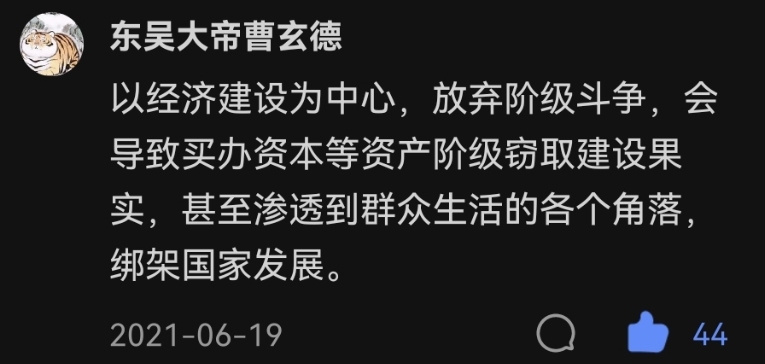 东吴大帝曹玄德
以经济建设为中心，放弃阶级斗争，会
导致买办资本等资产阶级窃取建设果
实，甚至渗透到群众生活的各个角落，
绑架国家发展。
2021-06-19 44